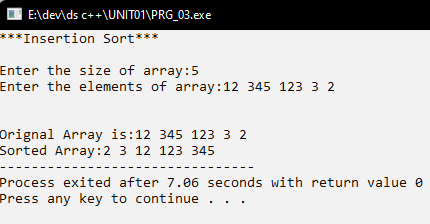 E:\dev\ds c++\UNIT01\PRG_03.exe
***Insertion Sort***
Enter the size of array:5
Enter the elements of array:12 345 123 3 2
Orignal Array is:12 345 123 3 2
Sorted Array:2 3 12 123 345
--------------------------------
Process exited after 7.06 seconds with return value 0
Press any key to continue . . .